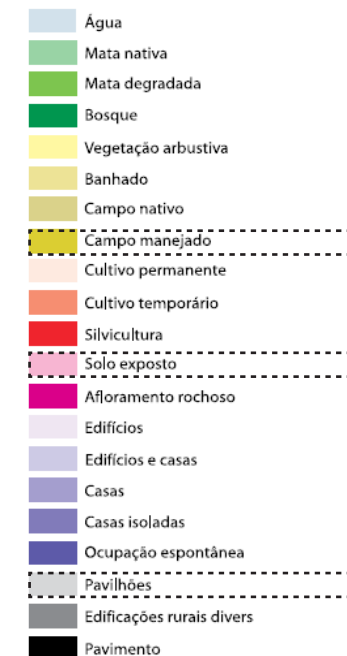 Água
Mata nativa
Mata degradada
Bosque
Vegetação arbustiva
Banhado
Campo nativo
Campo manejado
Cultivo permanente
Cultivo temporário
Silvicultura
Solo exposto
Afloramento rochoso
Edifícios
Edifícios e casas
Casas
Casas isoladas
Ocupação espontânea
Pavilhões
Edificações rurais divers
Pavimento